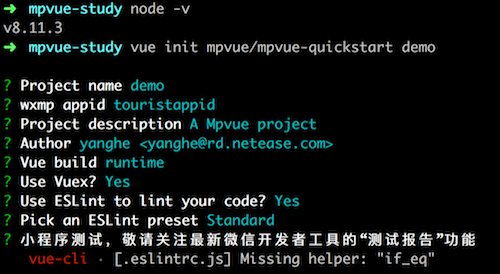 ➜ mpvue-study node -v
v8.11.3
➜ mpvue-study vue init mpvue/mpvue-quickstart demo
? Project name demo
? wxmp appid touristappid
? Project description A Mpvue project
? Author yanghe <yanghe@rd.netease.com>
? Vue build runtime
? Use Vuex? Yes
? Use ESLint to lint your code? Yes
? Pick an ESLint preset Standard
? 小程序测试，敬请关注最新微信开发者工具的“测试报告”功能
vue-cli · [.eslintrc.js] Missing helper: "if_eq"